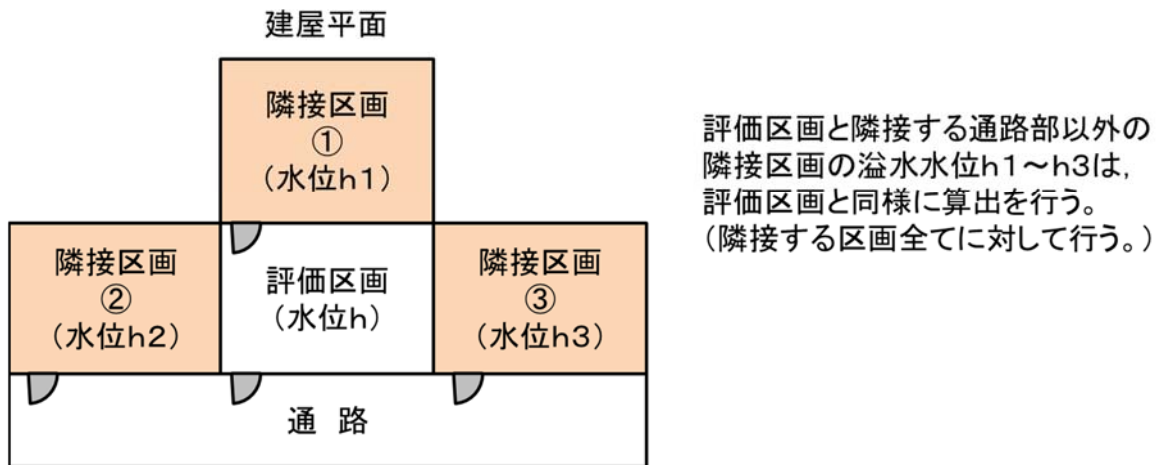 建屋平面
隣接区画
①
（水位h1）
評価区画と隣接する通路部以外の
隣接区画の溢水水位h1～h3は，
評価区画と同様に算出を行う。
（隣接する区画全てに対して行う。）
隣接区画
②
（水位h2）
評価区画
（水位h）
隣接区画
③
（水位h3）
通 路